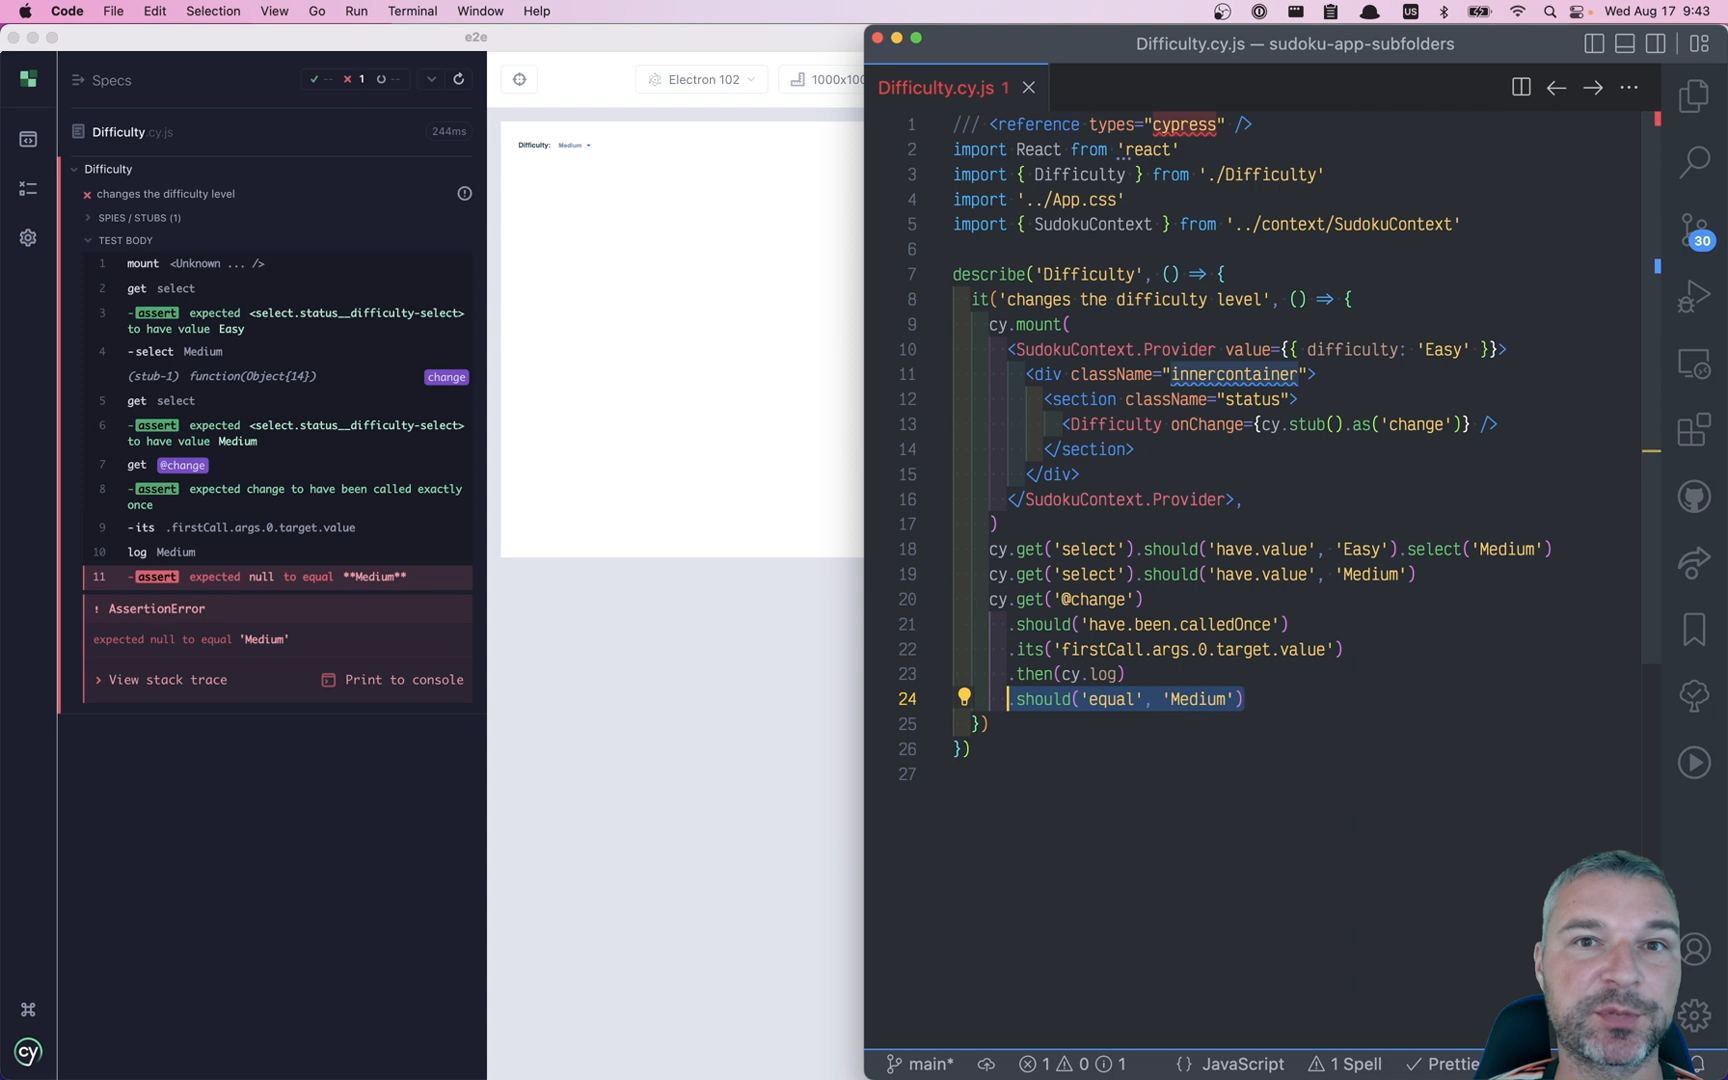 Code File Edit Selection View Go Run Terminal Window Help
US Wed Aug 17 9:43
e2e
Specs
1 --
Difficulty.cy.js 244ms
Difficulty
changes the difficulty level
SPIES / STUBS (1)
TEST BODY
1 mount <Unknown ... />
2 get select
3 -assert expected <select.status__difficulty-select>
to have value Easy
4 -select Medium
(stub-1) function(Object{14}) change
5 get select
6 -assert expected <select.status__difficulty-select>
to have value Medium
7 get @change
8 -assert expected change to have been called exactly
once
9 -its .firstCall.args.0.target.value
10 log Medium
11 -assert expected null to equal **Medium**
! AssertionError
expected null to equal 'Medium'
> View stack trace Print to console
cy
Electron 102 1000x100
Difficulty: Medium
Difficulty.cy.js — sudoku-app-subfolders
Difficulty.cy.js 1
1 /// <reference types="cypress" />
2 import React from 'react'
3 import { Difficulty } from './Difficulty'
4 import '../App.css'
5 import { SudokuContext } from '../context/SudokuContext'
6
7 describe('Difficulty', () => {
8 it('changes the difficulty level', () => {
9 cy.mount(
10 <SudokuContext.Provider value={{ difficulty: 'Easy' }}>
11 <div className="innercontainer">
12 <section className="status">
13 <Difficulty onChange={cy.stub().as('change')} />
14 </section>
15 </div>
16 </SudokuContext.Provider>,
17 )
18 cy.get('select').should('have.value', 'Easy').select('Medium')
19 cy.get('select').should('have.value', 'Medium')
20 cy.get('@change')
21 .should('have.been.calledOnce')
22 .its('firstCall.args.0.target.value')
23 .then(cy.log)
24 .should('equal', 'Medium')
25 })
26 })
27
30
main* 1 0 1 {} JavaScript 1 Spell Prettie